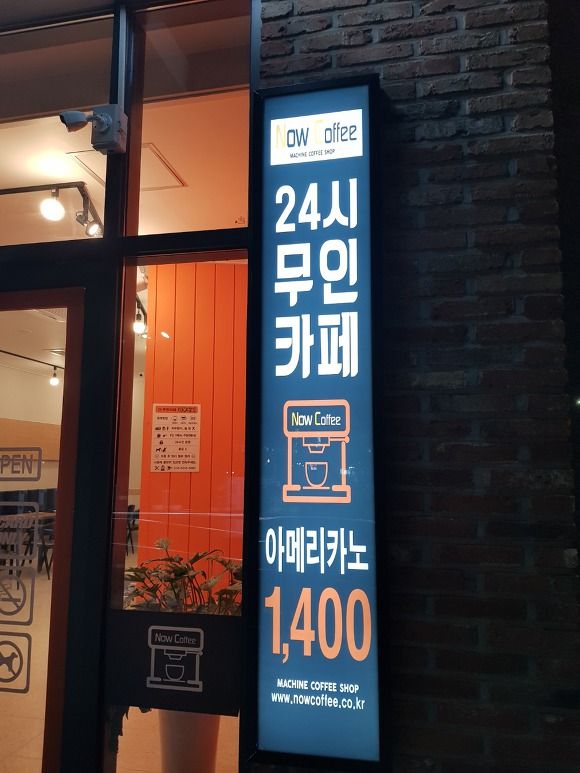 Now Coffee
MACHINE COFFEE SHOP
24시
무인
카페
Now Coffee
아메리카노
1,400
MACHINE COFFEE SHOP
www.nowcoffee.co.kr
Now Coffee